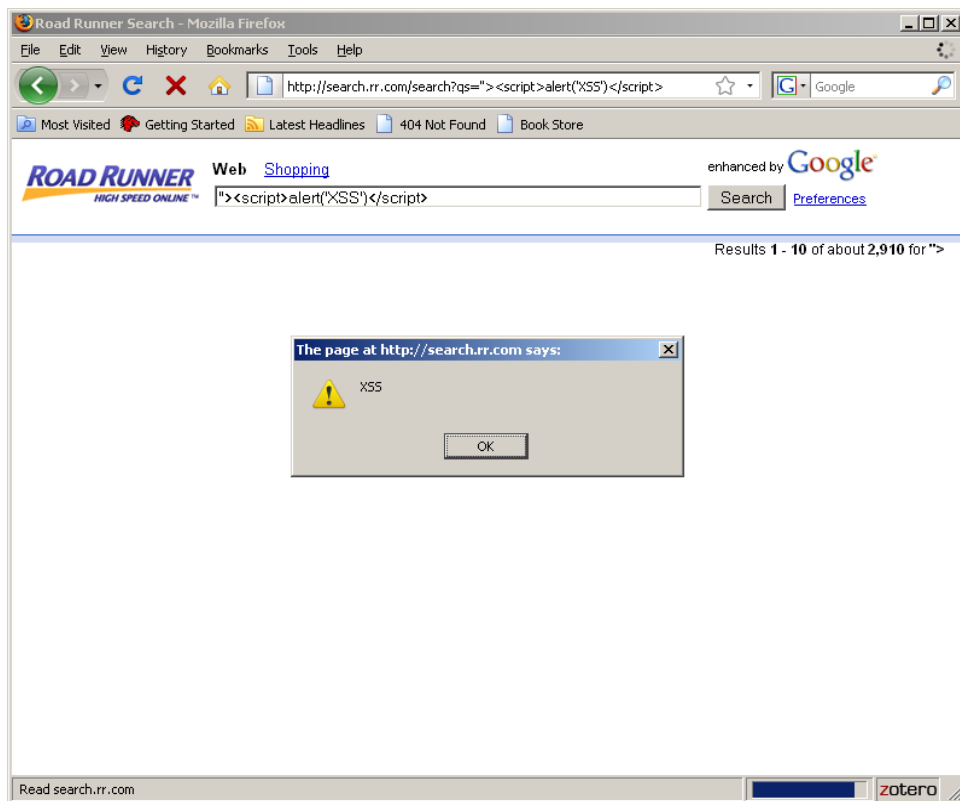 Road Runner Search - Mozilla Firefox
File Edit View History Bookmarks Tools Help
http://search.rr.com/search?qs="><script>alert('XSS')</script>
G Google
Most Visited Getting Started Latest Headlines 404 Not Found Book Store
ROAD RUNNER
HIGH SPEED ONLINE™
Web Shopping
enhanced by Google™
"><script>alert('XSS')</script>
Search Preferences
Results 1 - 10 of about 2,910 for ">
The page at http://search.rr.com says:
XSS
OK
Read search.rr.com
zotero